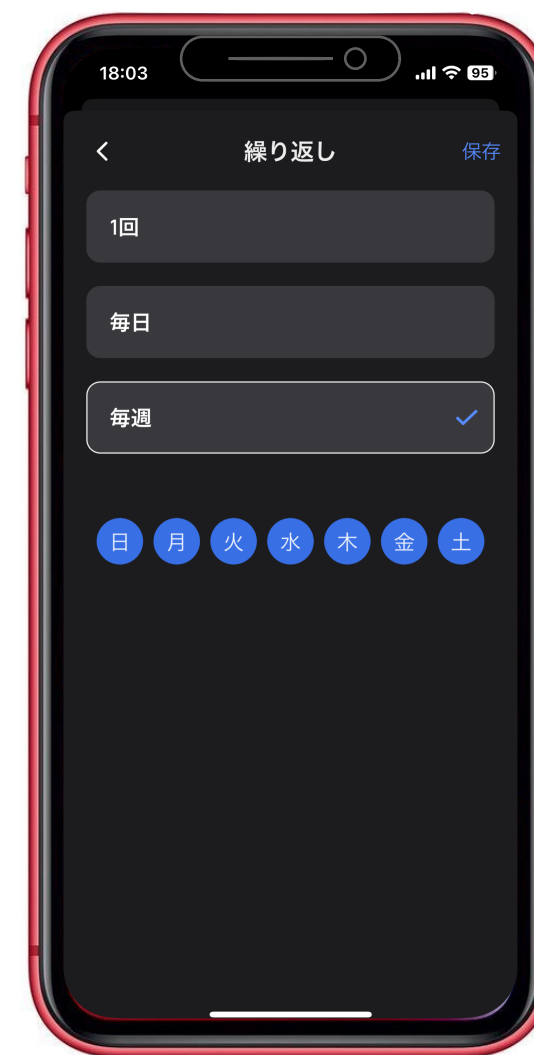 18:03 95
繰り返し 保存
1回
毎日
毎週
日 月 火 水 木 金 土